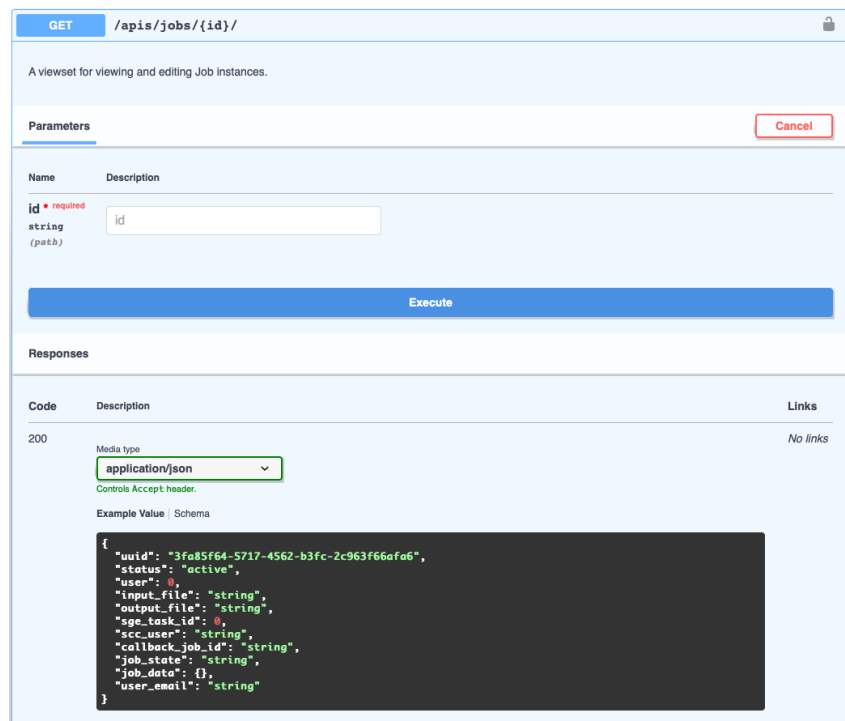 GET /apis/jobs/{id}/
A viewset for viewing and editing Job instances.
Parameters
Cancel
Name Description
id * required
string
(path)
id
Execute
Responses
Code Description Links
200
No links
Media type
application/json
Controls Accept header.
Example Value Schema
{
"uuid": "3fa85f64-5717-4562-b3fc-2c963f66afa6",
"status": "active",
"user": 0,
"input_file": "string",
"output_file": "string",
"sge_task_id": 0,
"scc_user": "string",
"callback_job_id": "string",
"job_state": "string",
"job_data": {},
"user_email": "string"
}